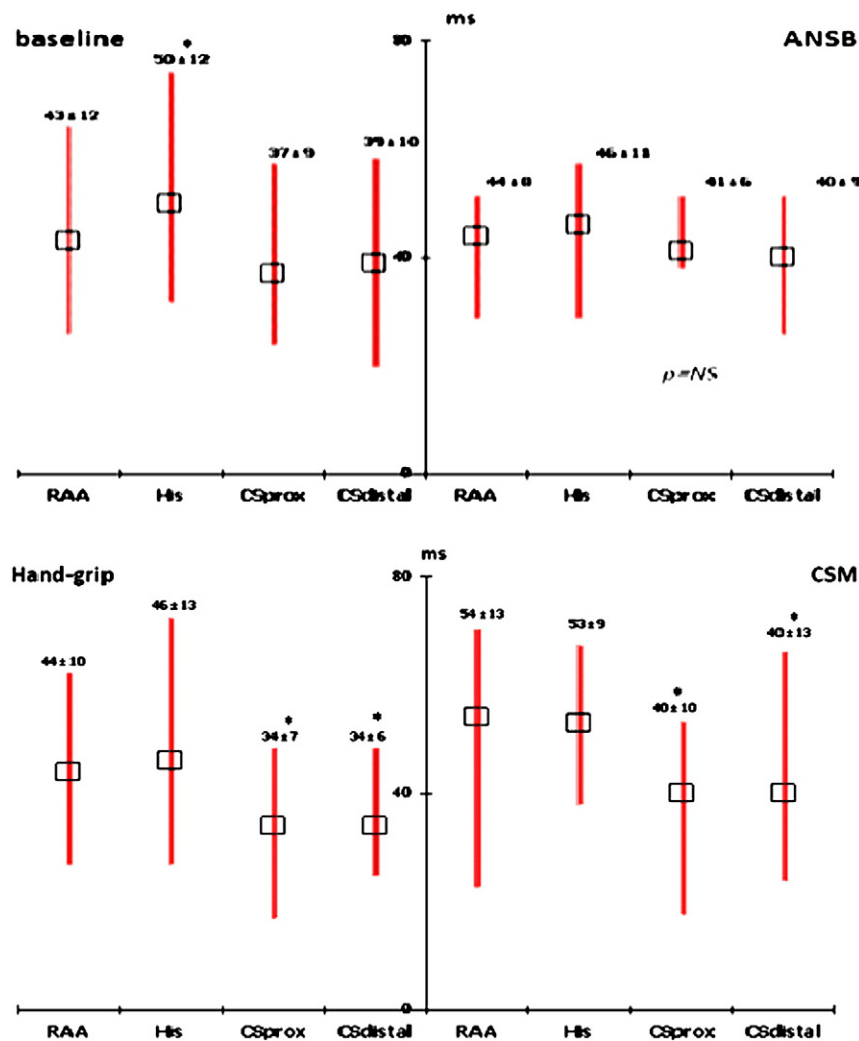 ms
baseline
80
ANSB
*
50±12
43±12
37±9
39±10
44±8
46±11
41±6
40±9
40
p=NS
0
RAA
His
CSprox
CSdistal
RAA
His
CSprox
CSdistal
ms
Hand-grip
80
CSM
44±10
46±13
*
34±7
*
34±6
54±13
53±9
*
40±10
*
40±13
40
0
RAA
His
CSprox
CSdistal
RAA
His
CSprox
CSdistal